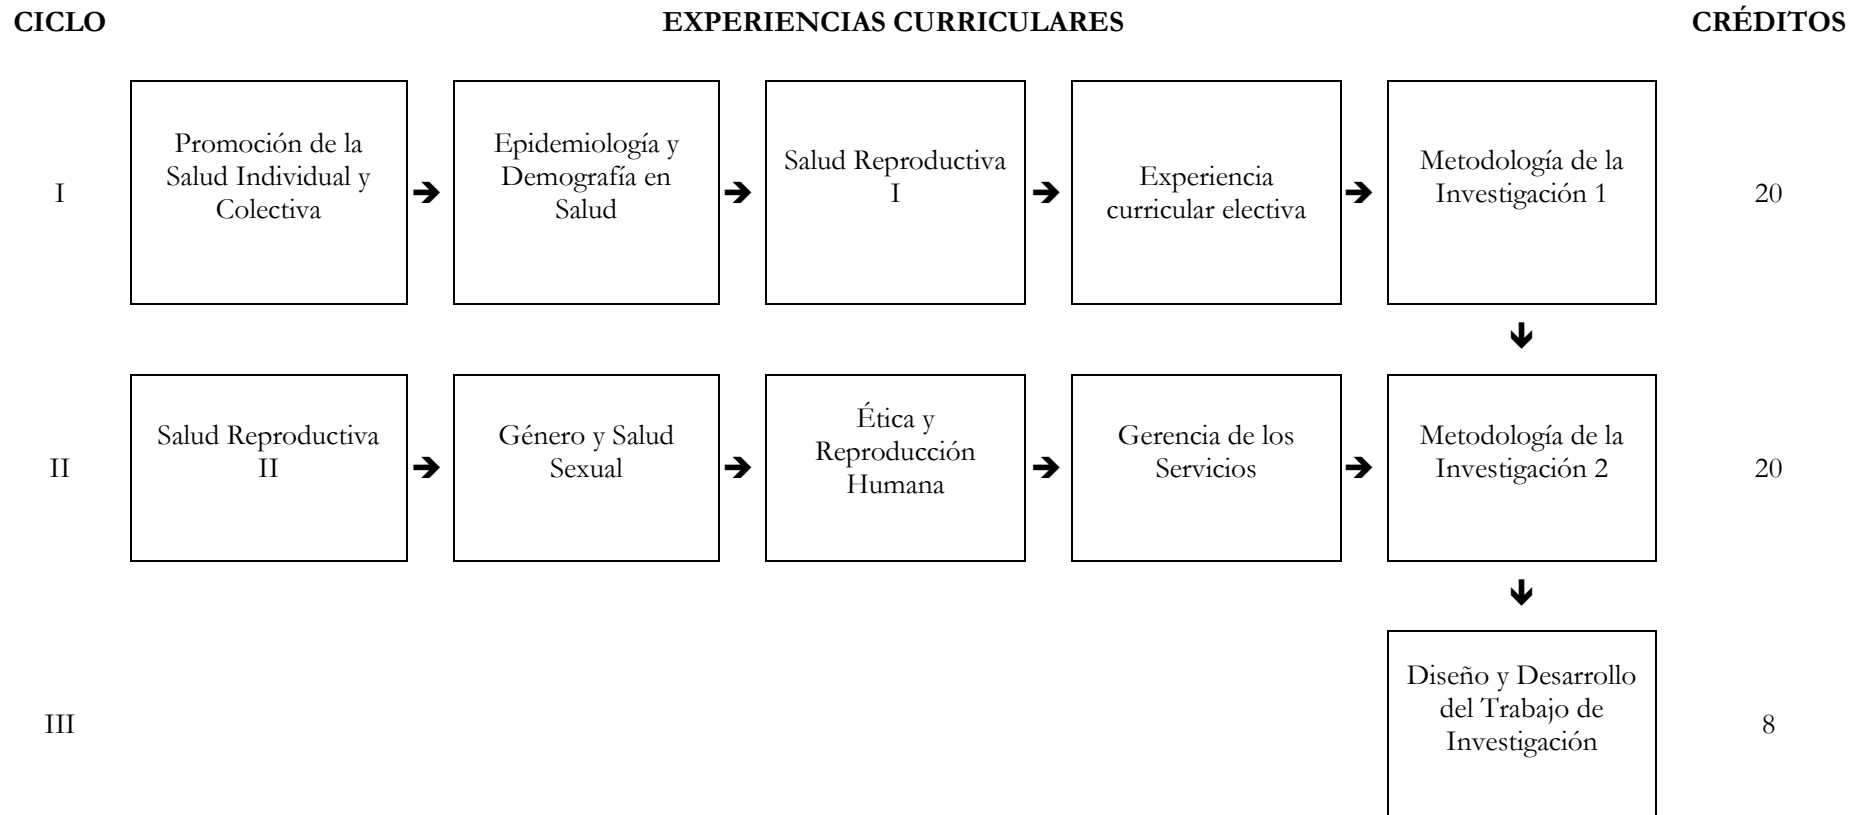 CICLO EXPERIENCIAS CURRICULARES CRÉDITOS
I
Promoción de la
Salud Individual y
Colectiva
Epidemiología y
Demografía en
Salud
Salud Reproductiva
I
Experiencia
curricular electiva
Metodología de la
Investigación 1
20
II
Salud Reproductiva
II
Género y Salud
Sexual
Ética y
Reproducción
Humana
Gerencia de los
Servicios
Metodología de la
Investigación 2
20
III
Diseño y Desarrollo
del Trabajo de
Investigación
8